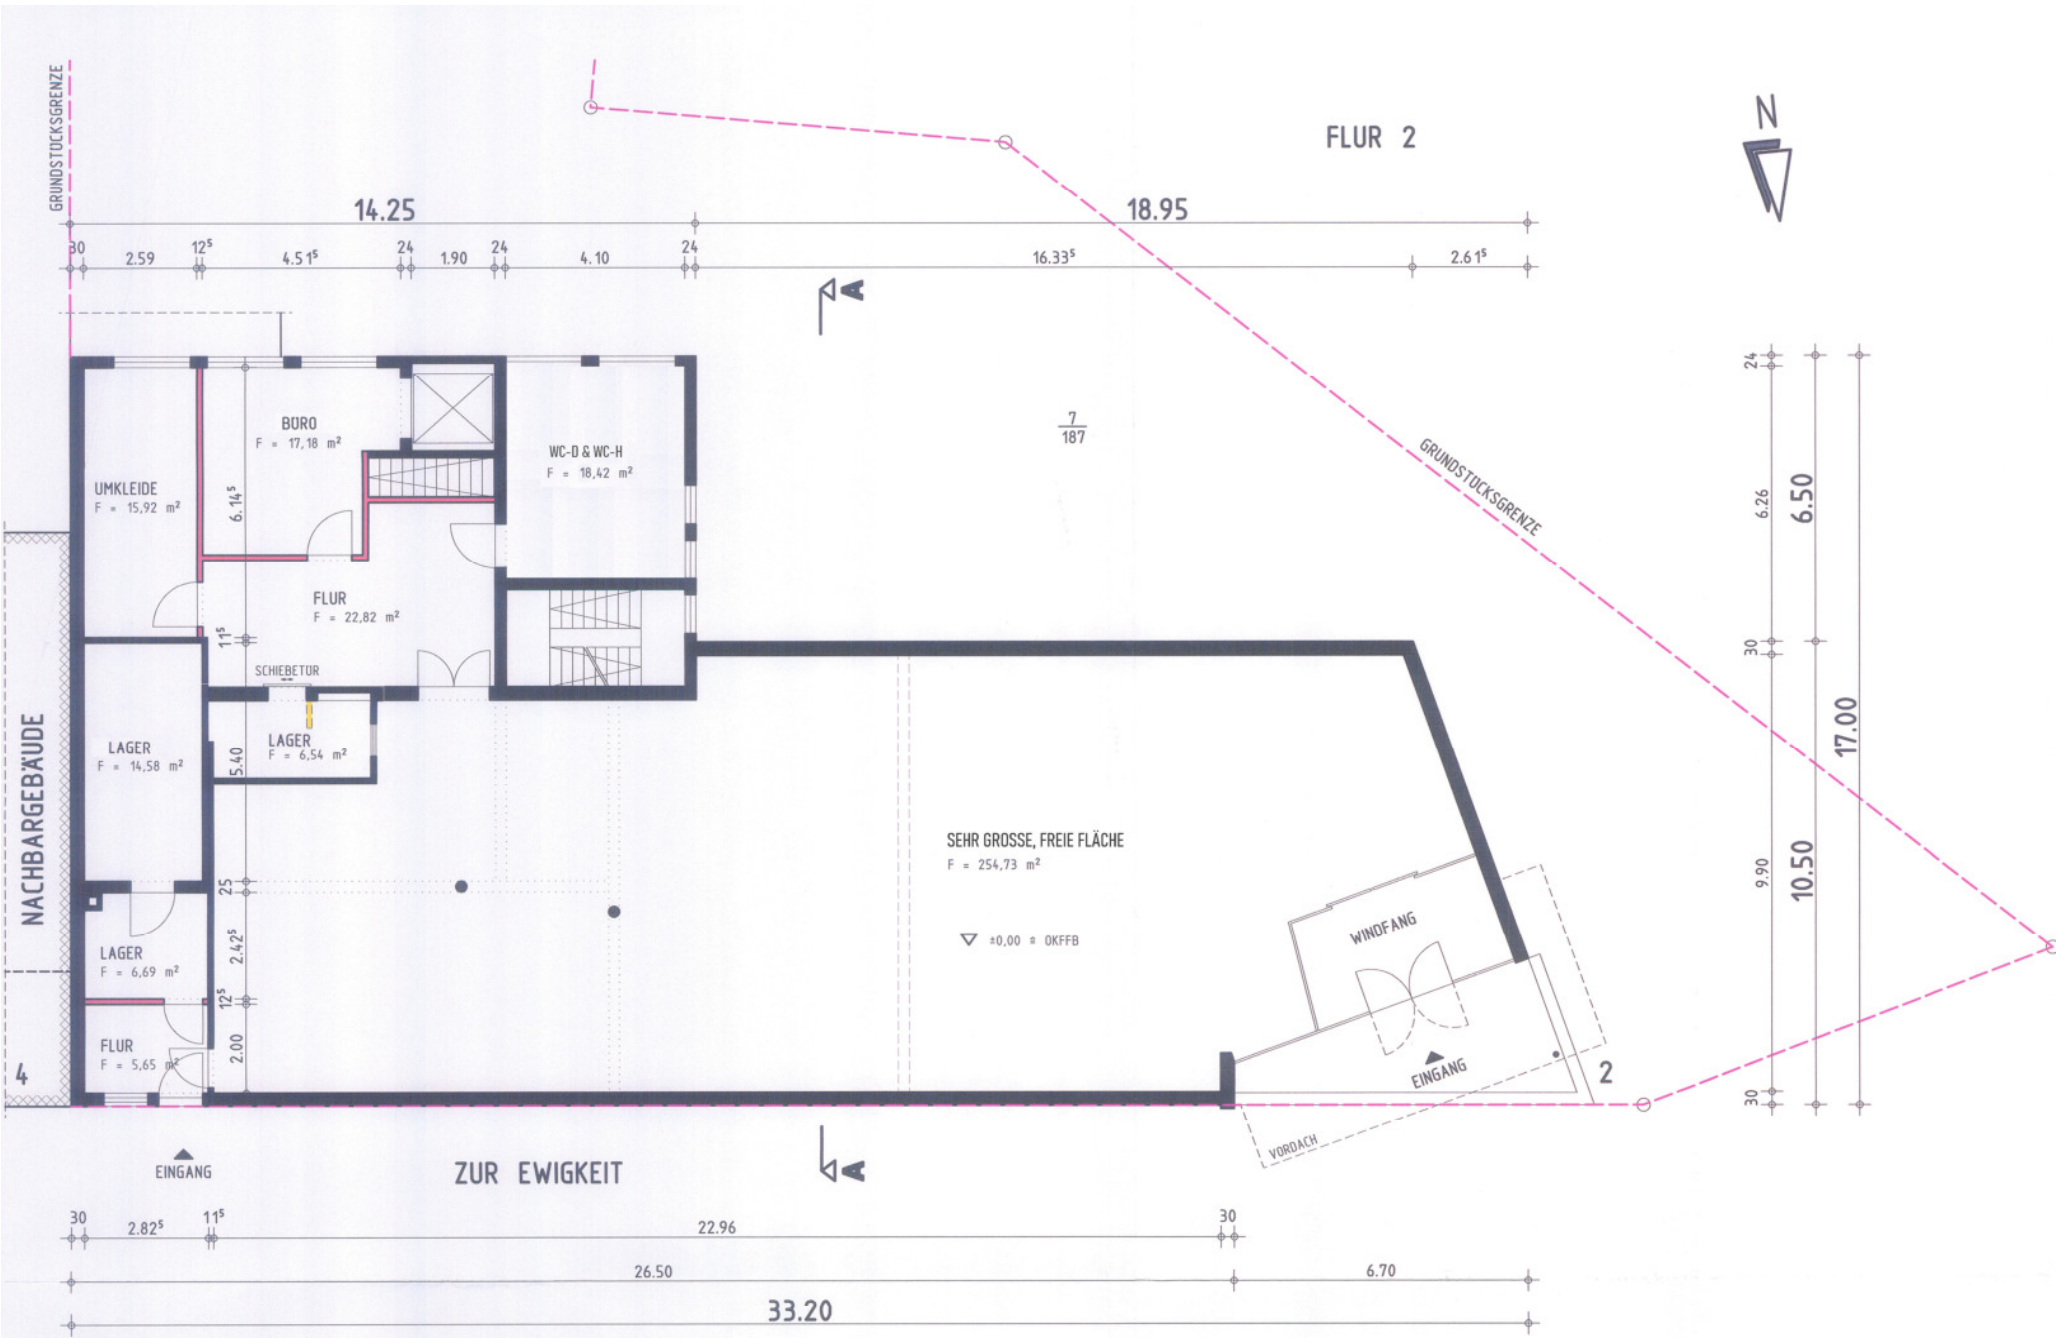 GRUNDSTÜCKSGRENZE
FLUR 2
N
14.25
18.95
30
2.59
12⁵
4.51⁵
24
1.90
24
4.10
24
16.33⁵
2.61⁵
A
7
187
GRUNDSTÜCKSGRENZE
BÜRO
F = 17,18 m²
WC-D & WC-H
F = 18,42 m²
UMKLEIDE
F = 15,92 m²
6.14⁵
FLUR
F = 22,82 m²
11⁵
SCHIEBETÜR
LAGER
F = 14,58 m²
LAGER
F = 6,54 m²
5.40
NACHBARGEBÄUDE
SEHR GROSSE, FREIE FLÄCHE
F = 254,73 m²
±0,00 = OKFFB
WINDFANG
25
LAGER
F = 6,69 m²
2.42⁵
12⁵
FLUR
F = 5,65 m²
2.00
4
EINGANG
2
VORDACH
24
6.26
6.50
30
17.00
9.90
10.50
30
EINGANG
ZUR EWIGKEIT
A
30
2.82⁵
11⁵
22.96
30
26.50
6.70
33.20